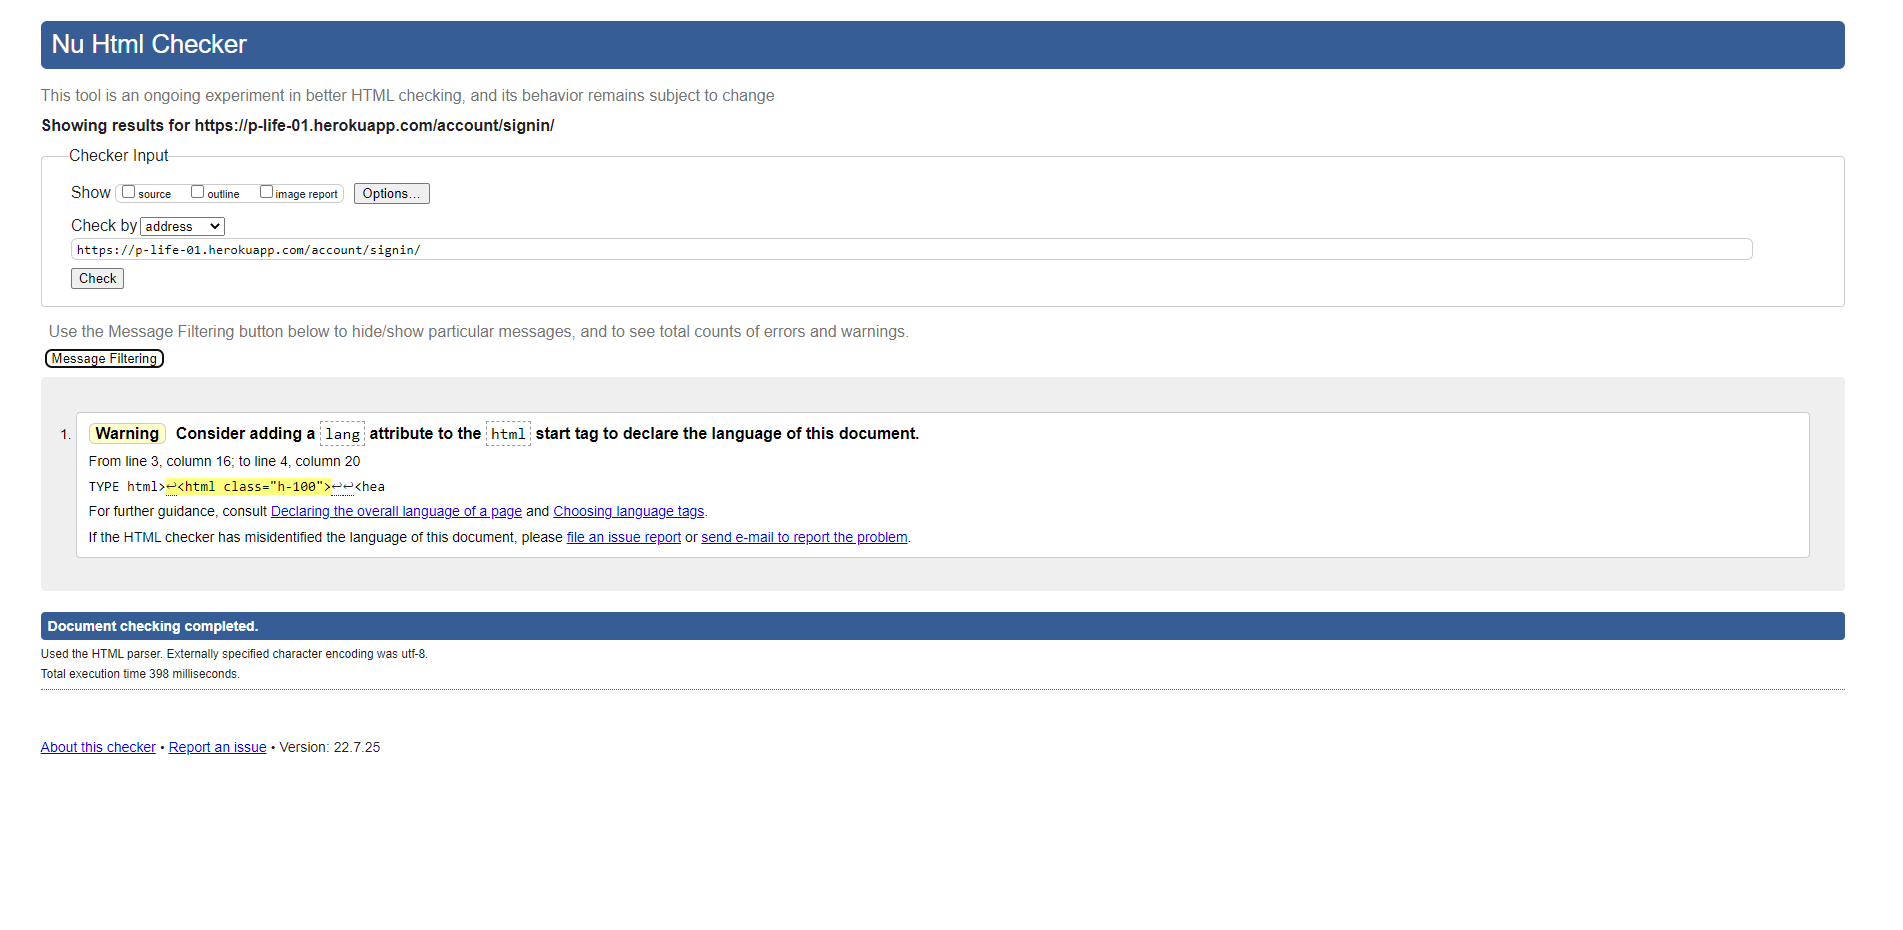 Nu Html Checker
This tool is an ongoing experiment in better HTML checking, and its behavior remains subject to change
Showing results for https://p-life-01.herokuapp.com/account/signin/
Checker Input
Show source outline image report Options...
Check by address
https://p-life-01.herokuapp.com/account/signin/
Check
Use the Message Filtering button below to hide/show particular messages, and to see total counts of errors and warnings.
Message Filtering
1. Warning Consider adding a lang attribute to the html start tag to declare the language of this document.
From line 3, column 16; to line 4, column 20
TYPE html>↩<html class="h-100">↩↩<hea
For further guidance, consult Declaring the overall language of a page and Choosing language tags.
If the HTML checker has misidentified the language of this document, please file an issue report or send e-mail to report the problem.
Document checking completed.
Used the HTML parser. Externally specified character encoding was utf-8.
Total execution time 398 milliseconds.
About this checker • Report an issue • Version: 22.7.25